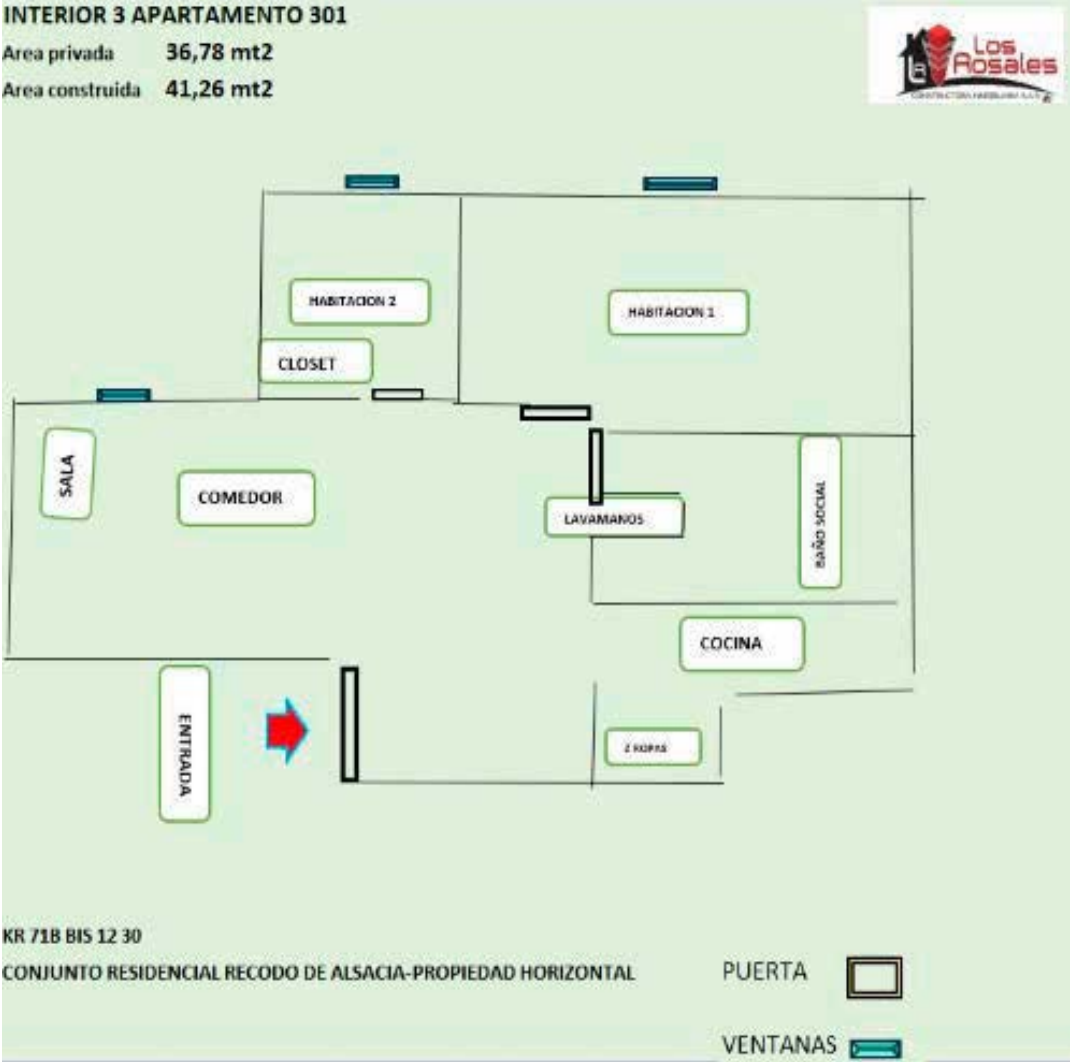 INTERIOR 3 APARTAMENTO 301
Area privada 36,78 mt2
Area construida 41,26 mt2
Los
Rosales
HABITACION 2
HABITACION 1
CLOSET
SALA
COMEDOR
LAVAMANOS
BAÑO SOCIAL
COCINA
ENTRADA
Z ROPAS
KR 71B BIS 12 30
CONJUNTO RESIDENCIAL RECODO DE ALSACIA-PROPIEDAD HORIZONTAL
PUERTA
VENTANAS